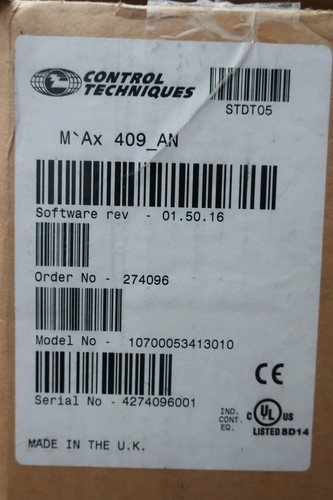 CONTROL
TECHNIQUES
STDT05
M`Ax 409_AN
Software rev - 01.50.16
Order No - 274096
Model No - 10700053413010
Serial No - 4274096001
CE
IND.
CONT.
EQ.
c UL US
LISTED 8D14
MADE IN THE U.K.